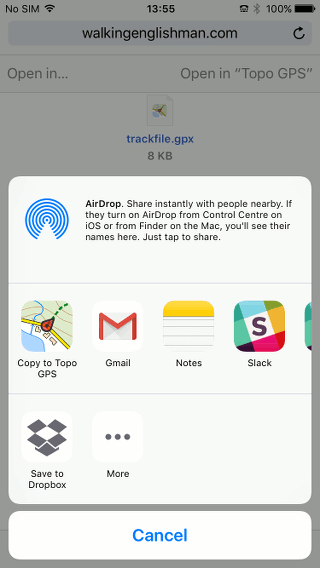 No SIM 13:55 100%
walkingenglishman.com
Open in... Open in “Topo GPS”
trackfile.gpx
8 KB
AirDrop. Share instantly with people nearby. If
they turn on AirDrop from Control Centre on
iOS or from Finder on the Mac, you'll see their
names here. Just tap to share.
Copy to Topo
GPS
Gmail
Notes
Slack
Save to
Dropbox
More
Cancel